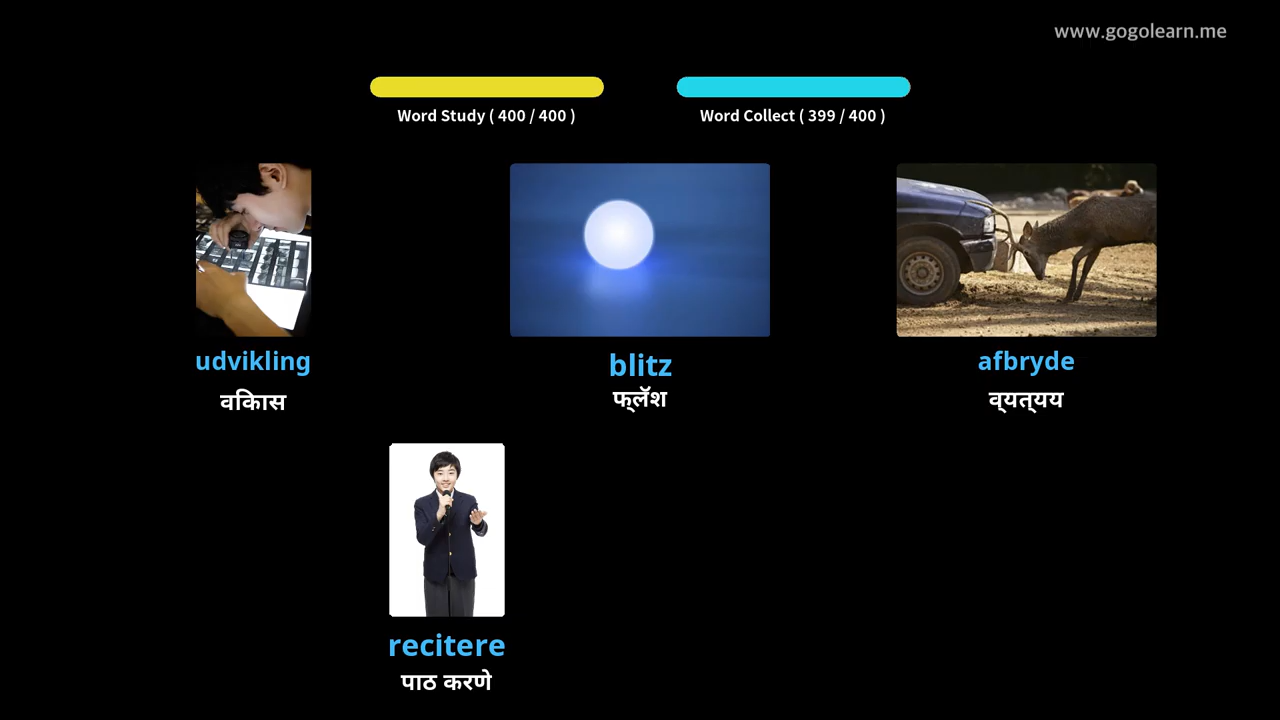 www.gogolearn.me
Word Study ( 400 / 400 )
Word Collect ( 399 / 400 )
udvikling
विकास
blitz
फ्लॅश
afbryde
व्यत्यय
recitere
पाठ करणे